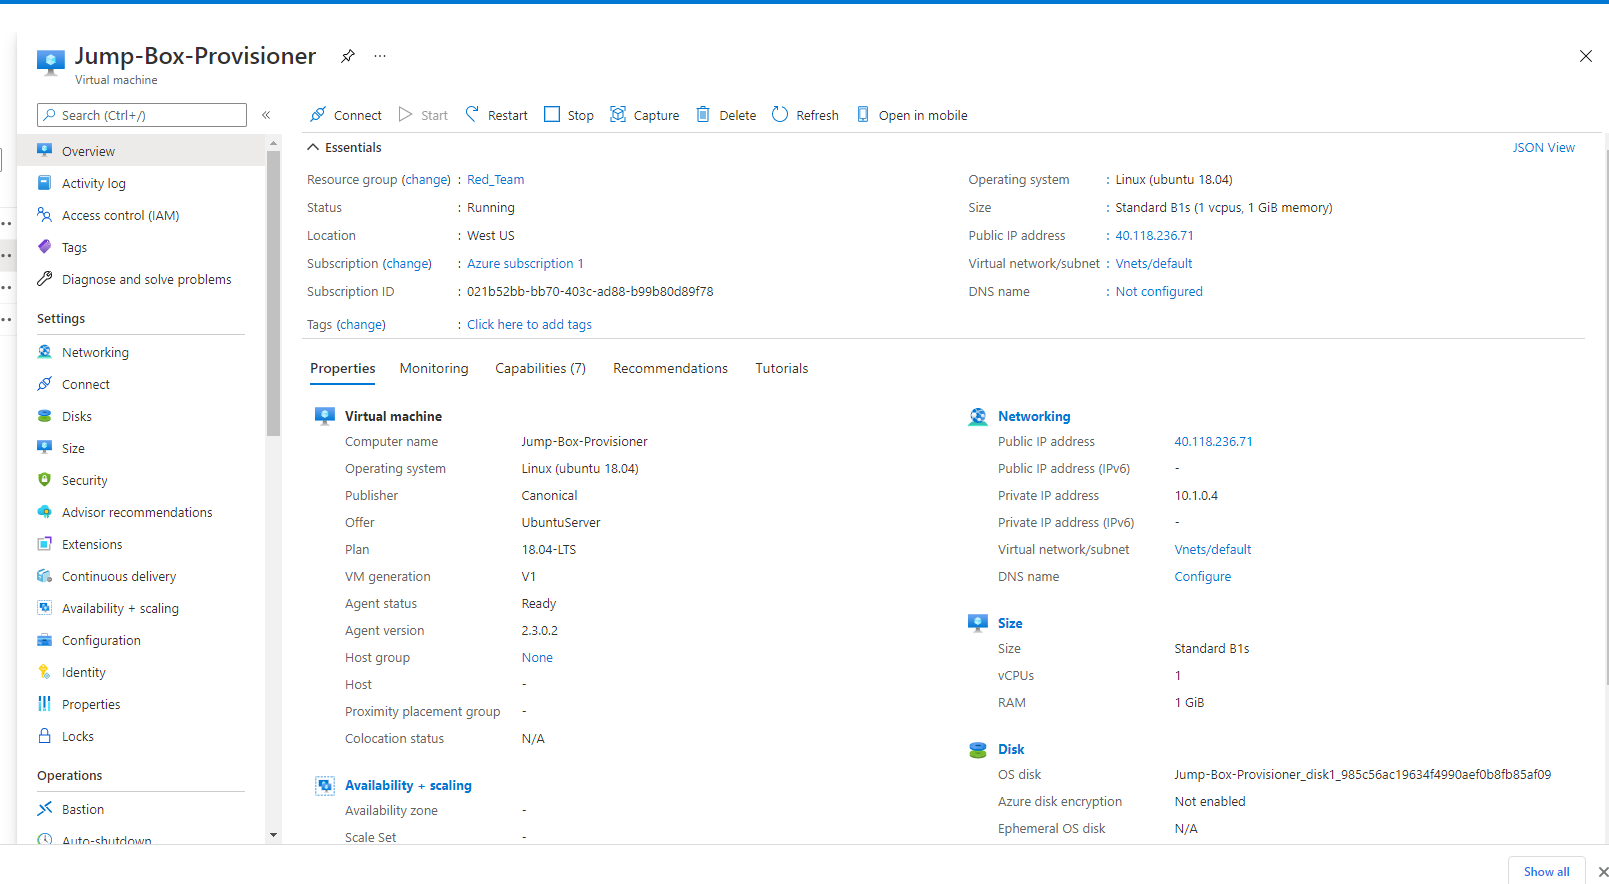 Jump-Box-Provisioner
Virtual machine
Search (Ctrl+/)
«
Connect Start Restart Stop Capture Delete Refresh Open in mobile
Overview
Activity log
Access control (IAM)
Tags
Diagnose and solve problems
Settings
Networking
Connect
Disks
Size
Security
Advisor recommendations
Extensions
Continuous delivery
Availability + scaling
Configuration
Identity
Properties
Locks
Operations
Bastion
Auto-shutdown
Essentials
JSON View
Resource group (change) : Red_Team
Status : Running
Location : West US
Subscription (change) : Azure subscription 1
Subscription ID : 021b52bb-bb70-403c-ad88-b99b80d89f78
Tags (change) : Click here to add tags
Operating system : Linux (ubuntu 18.04)
Size : Standard B1s (1 vcpus, 1 GiB memory)
Public IP address : 40.118.236.71
Virtual network/subnet : Vnets/default
DNS name : Not configured
Properties Monitoring Capabilities (7) Recommendations Tutorials
Virtual machine
Computer name Jump-Box-Provisioner
Operating system Linux (ubuntu 18.04)
Publisher Canonical
Offer UbuntuServer
Plan 18.04-LTS
VM generation V1
Agent status Ready
Agent version 2.3.0.2
Host group None
Host -
Proximity placement group -
Colocation status N/A
Availability + scaling
Availability zone -
Scale Set -
Networking
Public IP address 40.118.236.71
Public IP address (IPv6) -
Private IP address 10.1.0.4
Private IP address (IPv6) -
Virtual network/subnet Vnets/default
DNS name Configure
Size
Size Standard B1s
vCPUs 1
RAM 1 GiB
Disk
OS disk Jump-Box-Provisioner_disk1_985c56ac19634f4990aef0b8fb85af09
Azure disk encryption Not enabled
Ephemeral OS disk N/A
Show all